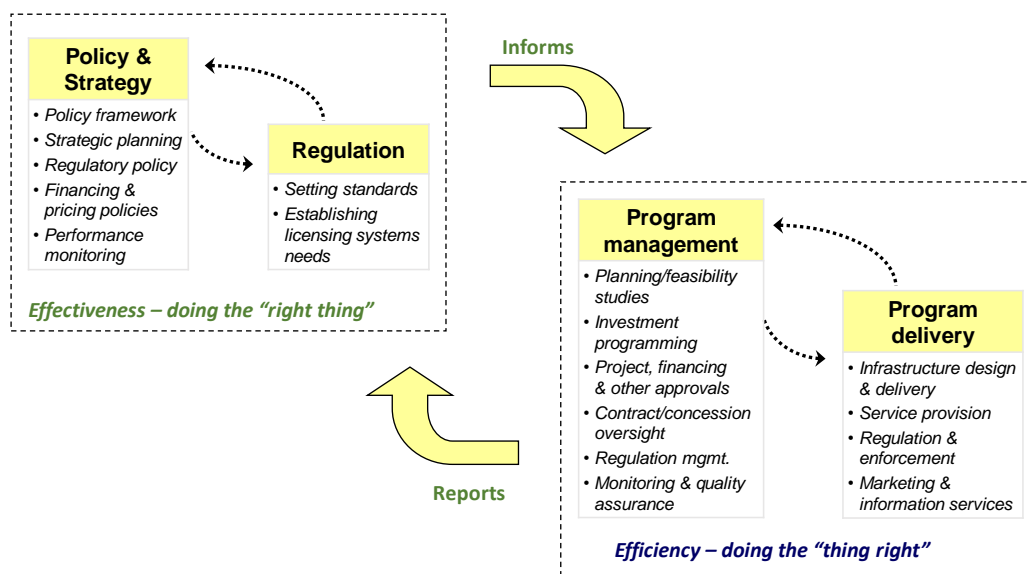 Policy &
Strategy
• Policy framework
• Strategic planning
• Regulatory policy
• Financing &
pricing policies
• Performance
monitoring
Regulation
• Setting standards
• Establishing
licensing systems
needs
Effectiveness – doing the “right thing”
Informs
Reports
Program
management
• Planning/feasibility
studies
• Investment
programming
• Project, financing
& other approvals
• Contract/concession
oversight
• Regulation mgmt.
• Monitoring & quality
assurance
Program
delivery
• Infrastructure design
& delivery
• Service provision
• Regulation &
enforcement
• Marketing &
information services
Efficiency – doing the “thing right”